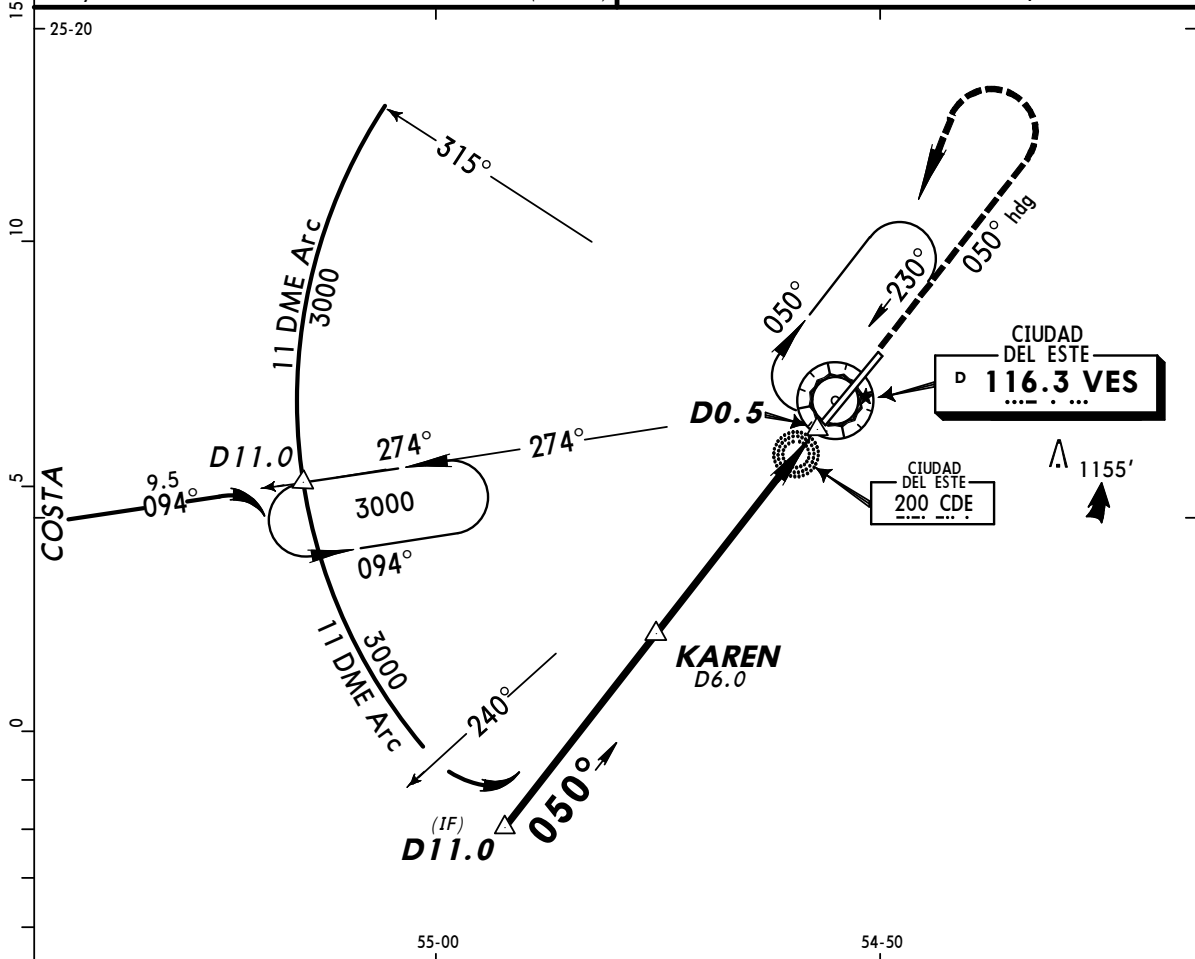 15
25-20
315°
10
11 DME Arc
3000
050° hdg
230°
050°
CIUDAD
DEL ESTE
D 116.3 VES
D0.5
D11.0
274°
274°
COSTA
9.5
094°
5
3000
094°
1155'
CIUDAD
DEL ESTE
200 CDE
3000
11 DME Arc
KAREN
D6.0
240°
0
050°
(IF)
D11.0
55-00
54-50